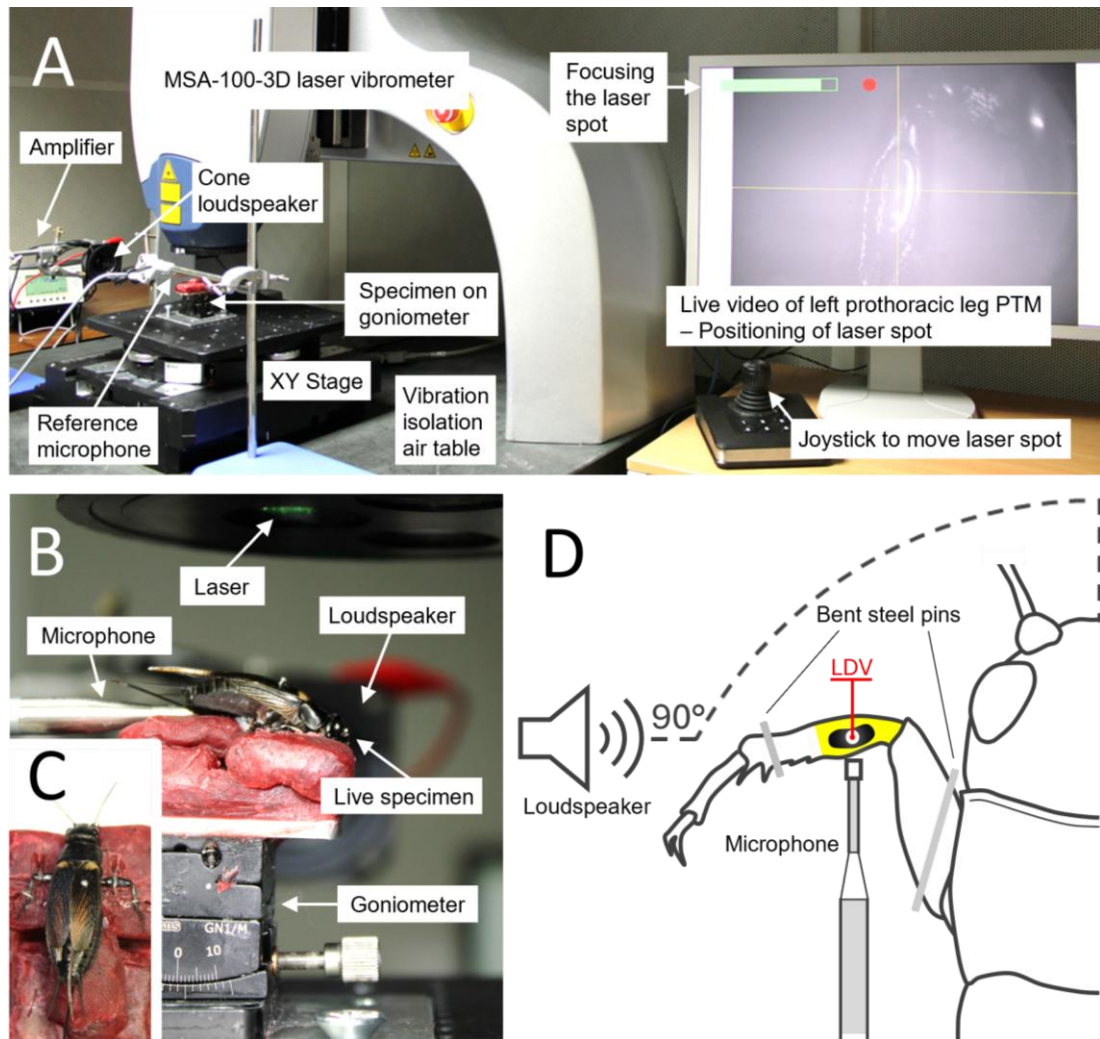 A
MSA-100-3D laser vibrometer
Focusing
the laser
spot
Amplifier
Cone
loudspeaker
Specimen on
goniometer
Live video of left prothoracic leg PTM
– Positioning of laser spot
XY Stage
Vibration
isolation
air table
Reference
microphone
Joystick to move laser spot
B
Laser
Microphone
Loudspeaker
Live specimen
Goniometer
GN1/M
0 10
C
D
Bent steel pins
LDV
90°
Loudspeaker
Microphone